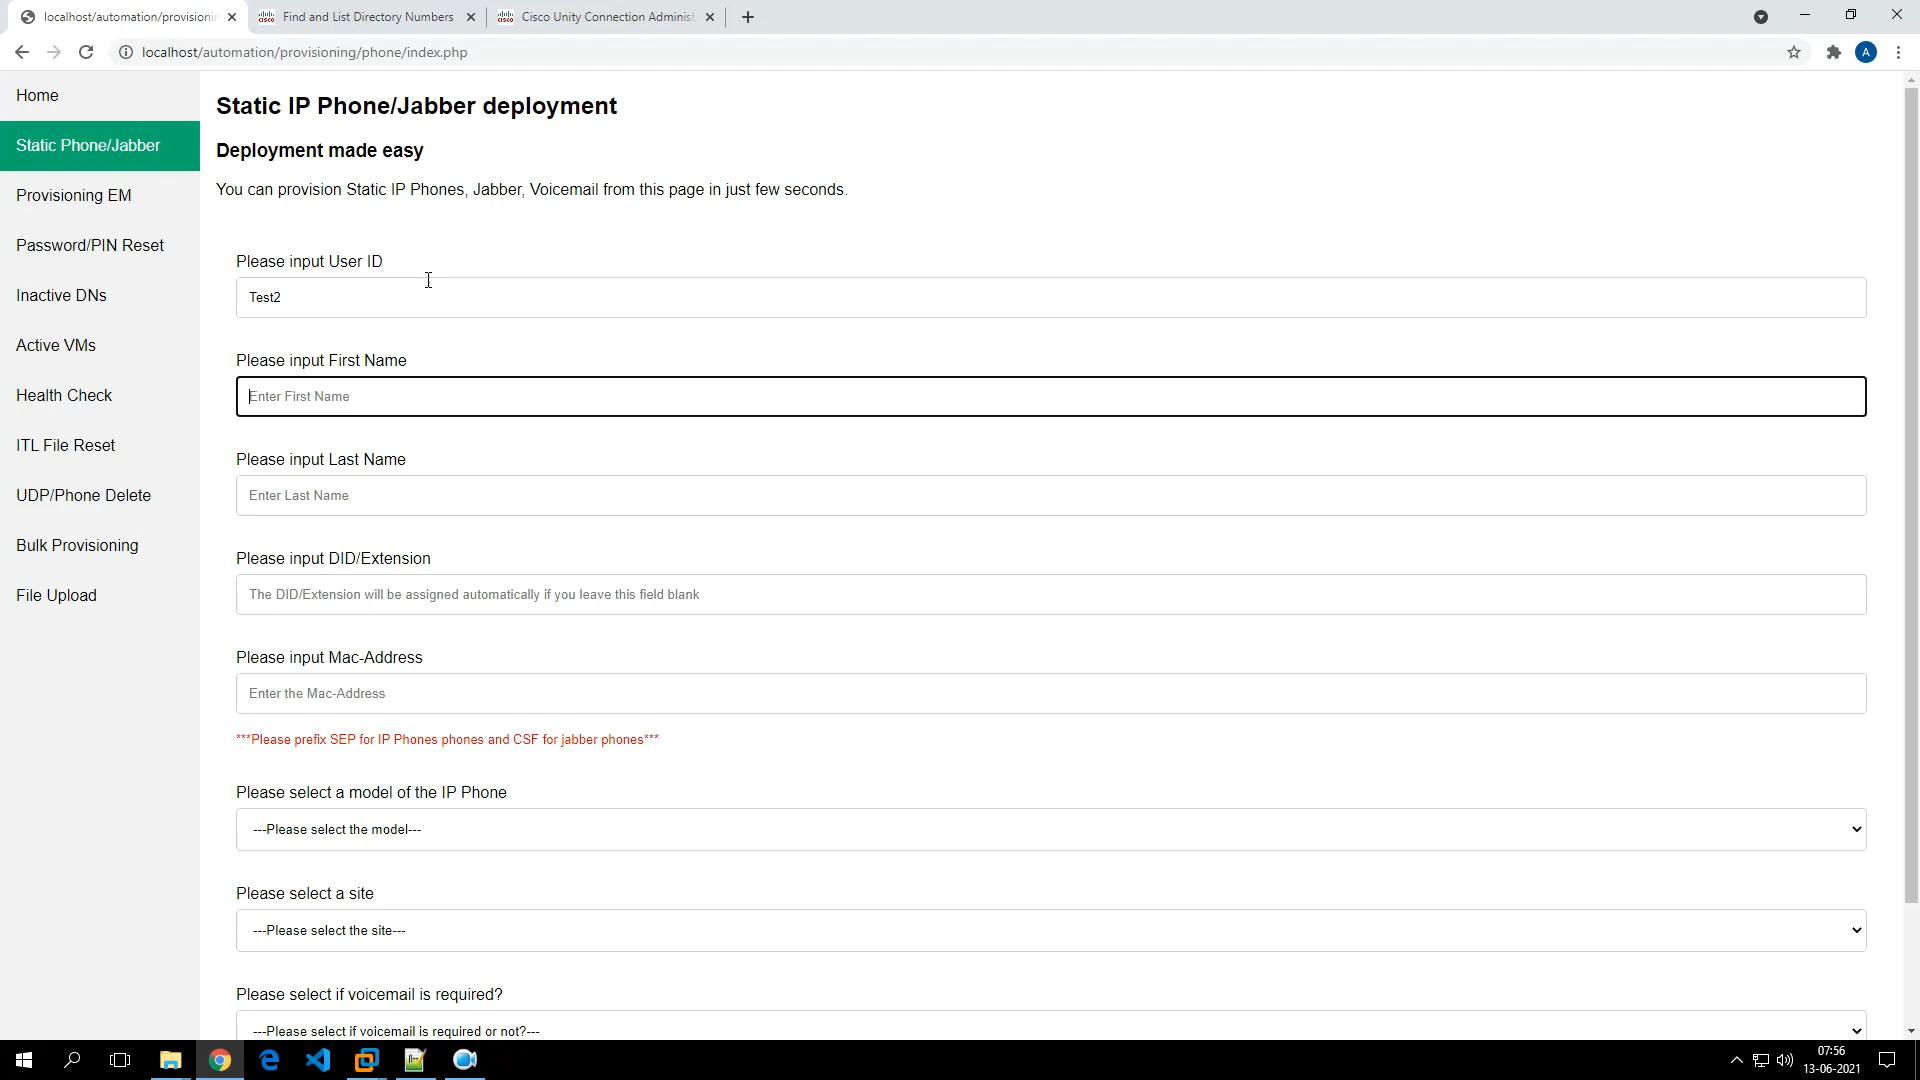 localhost/automation/provisionin
Find and List Directory Numbers
Cisco Unity Connection Administ
localhost/automation/provisioning/phone/index.php
A
Home
Static Phone/Jabber
Provisioning EM
Password/PIN Reset
Inactive DNs
Active VMs
Health Check
ITL File Reset
UDP/Phone Delete
Bulk Provisioning
File Upload
Static IP Phone/Jabber deployment
Deployment made easy
You can provision Static IP Phones, Jabber, Voicemail from this page in just few seconds.
Please input User ID
Test2
Please input First Name
Enter First Name
Please input Last Name
Enter Last Name
Please input DID/Extension
The DID/Extension will be assigned automatically if you leave this field blank
Please input Mac-Address
Enter the Mac-Address
***Please prefix SEP for IP Phones phones and CSF for jabber phones***
Please select a model of the IP Phone
---Please select the model---
Please select a site
---Please select the site---
Please select if voicemail is required?
---Please select if voicemail is required or not?---
07:56
13-06-2021